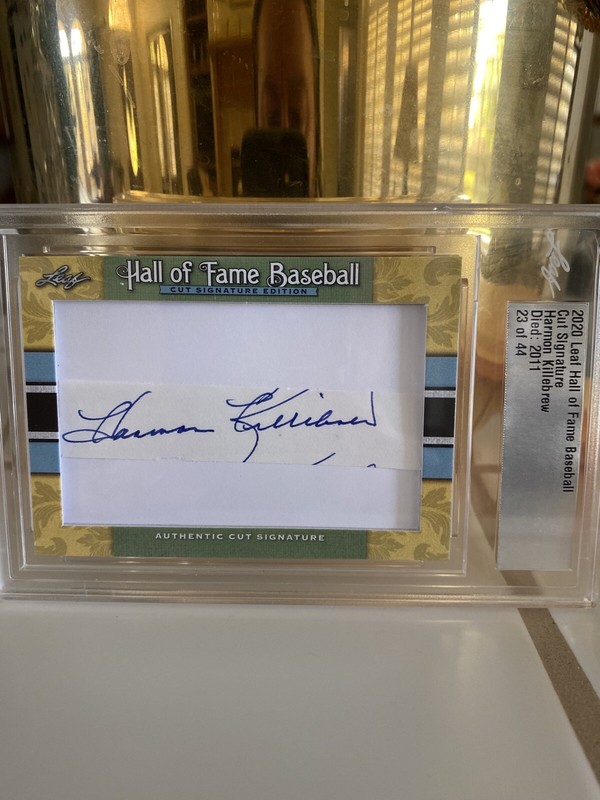 Leaf
Hall of Fame Baseball
CUT SIGNATURE EDITION
Harmon Killebrew
AUTHENTIC CUT SIGNATURE
Leaf
2020 Leaf Hall of Fame Baseball
Cut Signature
Harmon Killebrew
Died: 2011
23 of 44